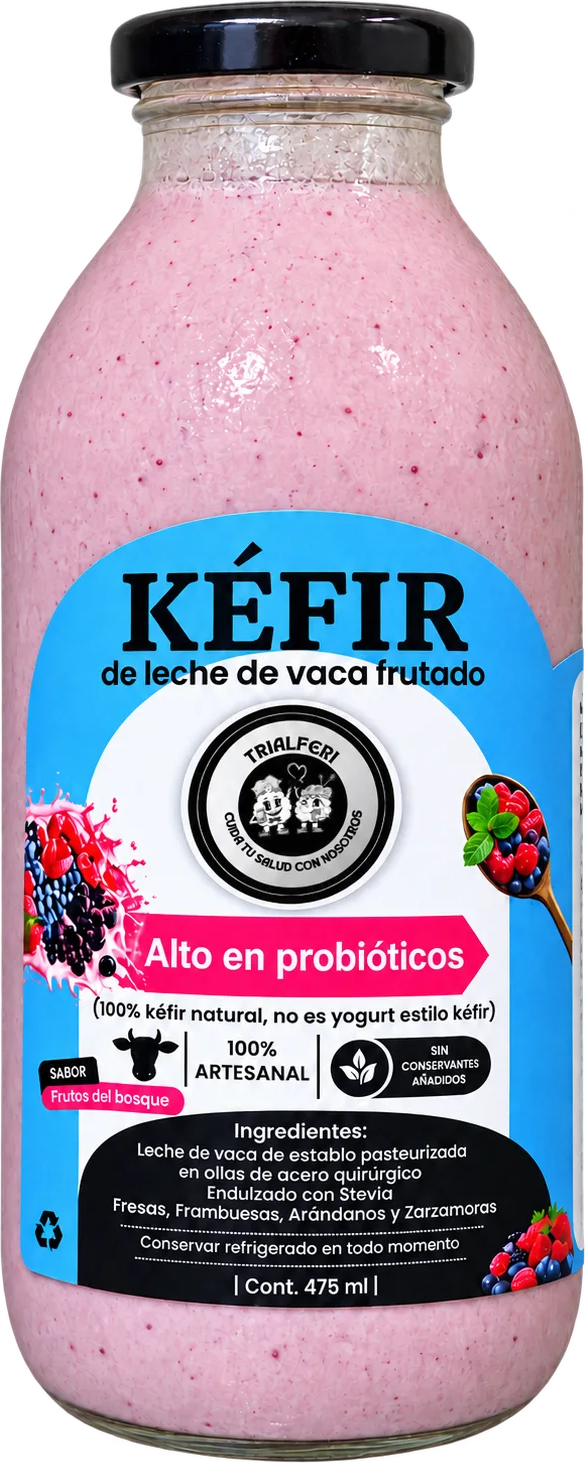 KÉFIR
de leche de vaca frutado
TRIALFERI
CUIDA TU SALUD CON NOSOTROS
Alto en probióticos
(100% kéfir natural, no es yogurt estilo kéfir)
SABOR
Frutos del bosque
100%
ARTESANAL
SIN
CONSERVANTES
AÑADIDOS
Ingredientes:
Leche de vaca de establo pasteurizada
en ollas de acero quirúrgico
Endulzado con Stevia
Fresas, Frambuesas, Arándanos y Zarzamoras
Conservar refrigerado en todo momento
| Cont. 475 ml |